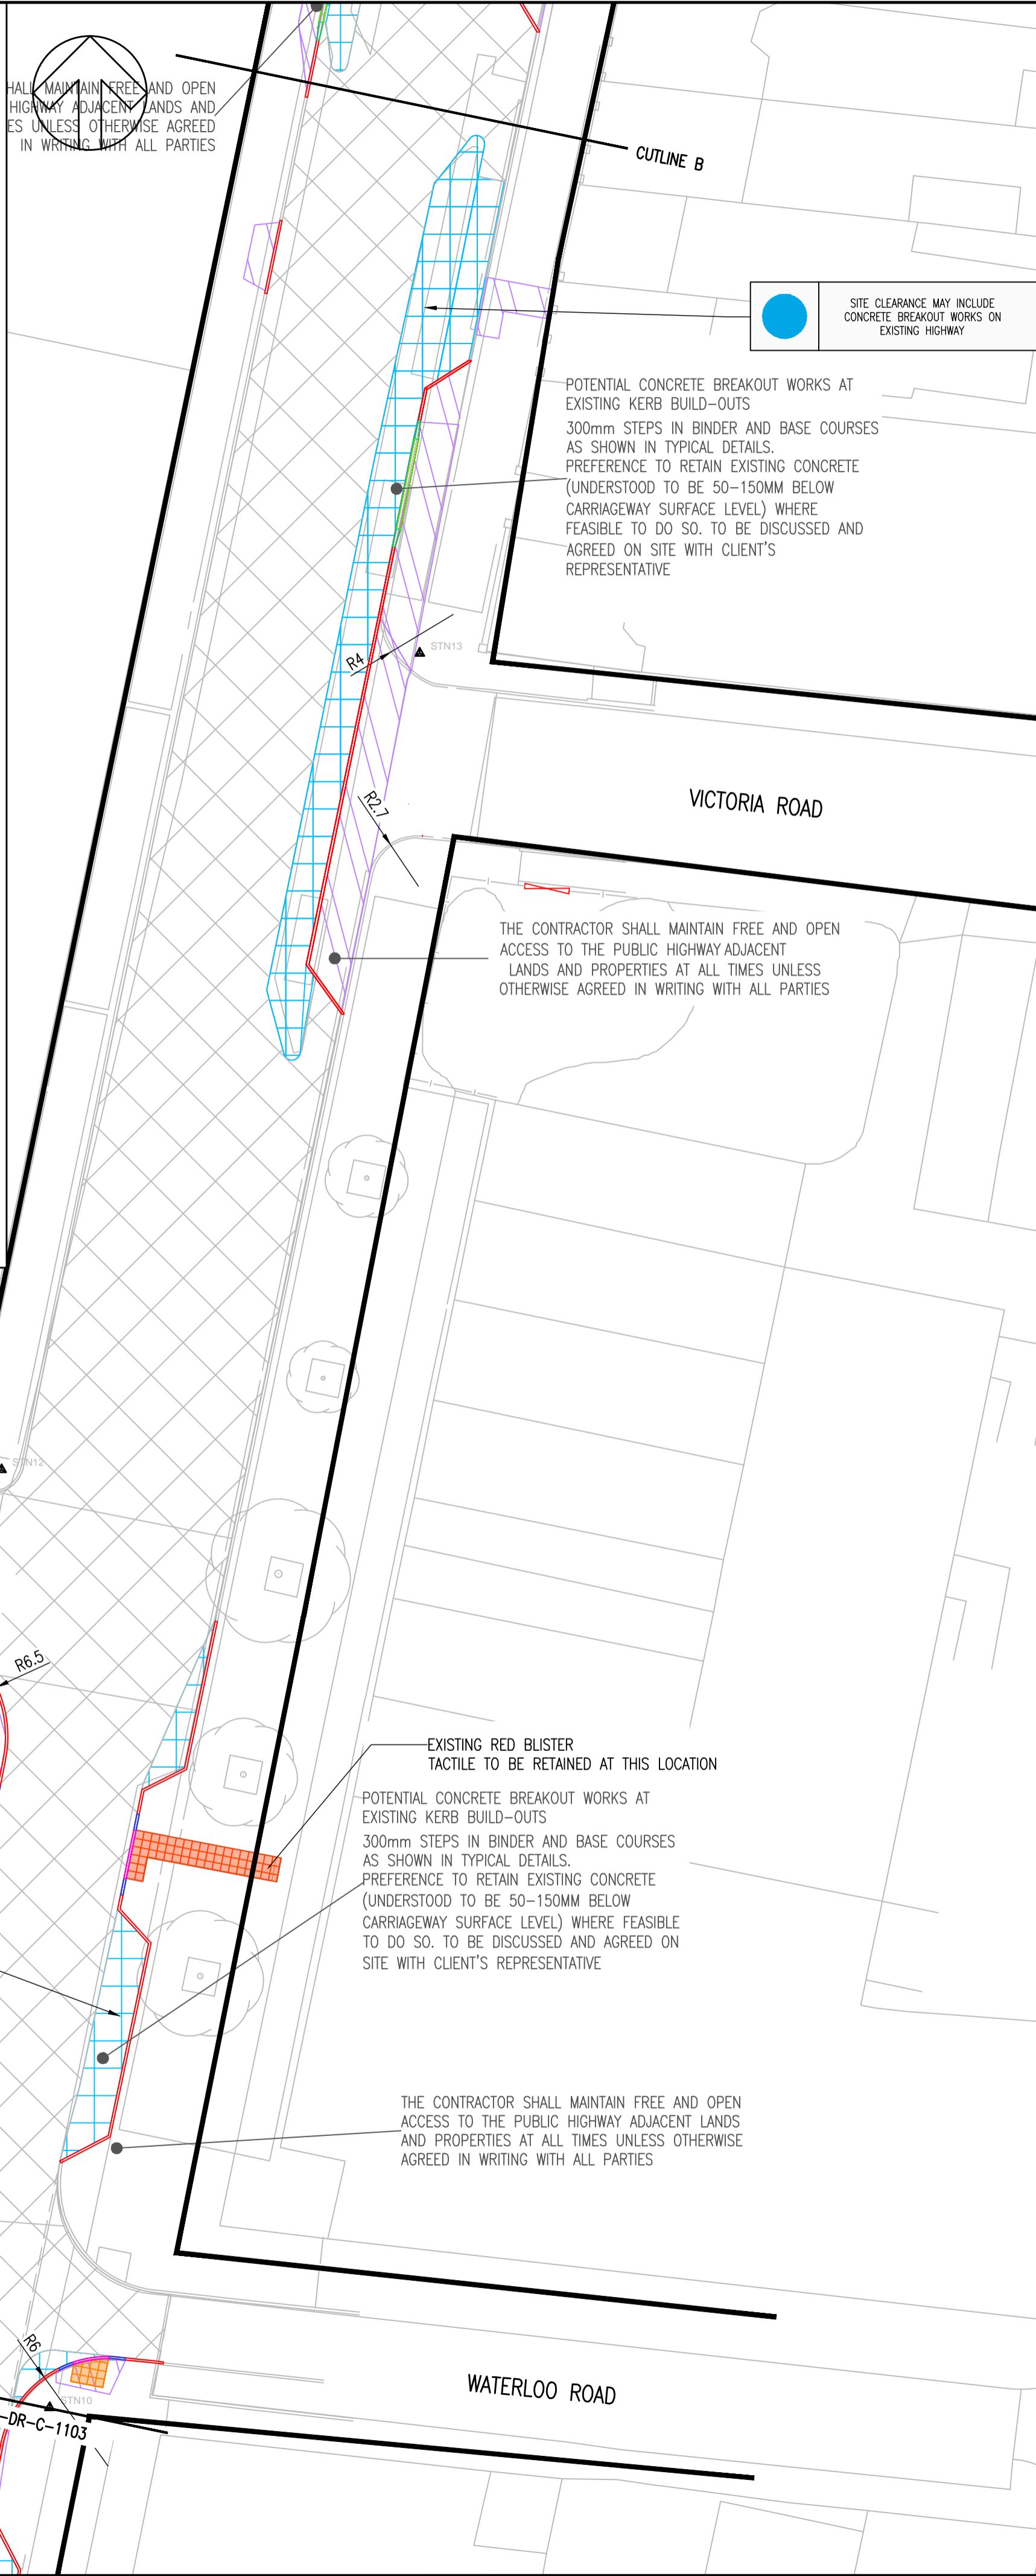 HALL MAINTAIN FREE AND OPEN
HIGHWAY ADJACENT LANDS AND
ES UNLESS OTHERWISE AGREED
IN WRITING WITH ALL PARTIES
CUTLINE B
SITE CLEARANCE MAY INCLUDE
CONCRETE BREAKOUT WORKS ON
EXISTING HIGHWAY
POTENTIAL CONCRETE BREAKOUT WORKS AT
EXISTING KERB BUILD-OUTS
300mm STEPS IN BINDER AND BASE COURSES
AS SHOWN IN TYPICAL DETAILS.
PREFERENCE TO RETAIN EXISTING CONCRETE
(UNDERSTOOD TO BE 50-150MM BELOW
CARRIAGEWAY SURFACE LEVEL) WHERE
FEASIBLE TO DO SO. TO BE DISCUSSED AND
AGREED ON SITE WITH CLIENT'S
REPRESENTATIVE
STN13
R4
R2.7
VICTORIA ROAD
THE CONTRACTOR SHALL MAINTAIN FREE AND OPEN
ACCESS TO THE PUBLIC HIGHWAY ADJACENT
LANDS AND PROPERTIES AT ALL TIMES UNLESS
OTHERWISE AGREED IN WRITING WITH ALL PARTIES
STN12
R6.5
EXISTING RED BLISTER
TACTILE TO BE RETAINED AT THIS LOCATION
POTENTIAL CONCRETE BREAKOUT WORKS AT
EXISTING KERB BUILD-OUTS
300mm STEPS IN BINDER AND BASE COURSES
AS SHOWN IN TYPICAL DETAILS.
PREFERENCE TO RETAIN EXISTING CONCRETE
(UNDERSTOOD TO BE 50-150MM BELOW
CARRIAGEWAY SURFACE LEVEL) WHERE FEASIBLE
TO DO SO. TO BE DISCUSSED AND AGREED ON
SITE WITH CLIENT'S REPRESENTATIVE
THE CONTRACTOR SHALL MAINTAIN FREE AND OPEN
ACCESS TO THE PUBLIC HIGHWAY ADJACENT LANDS
AND PROPERTIES AT ALL TIMES UNLESS OTHERWISE
AGREED IN WRITING WITH ALL PARTIES
R6
STN10
WATERLOO ROAD
-DR-C-1103